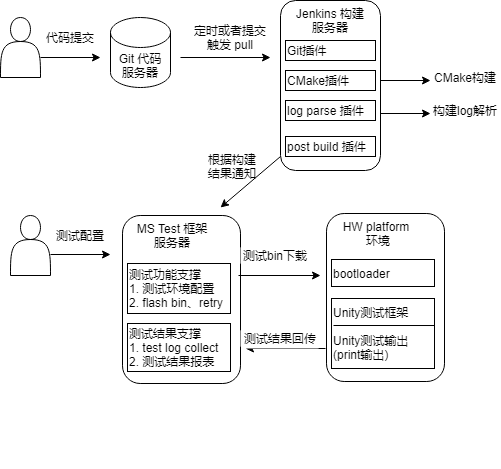 代码提交
Git 代码
服务器
定时或者提交
触发 pull
Jenkins 构建
服务器
Git插件
CMake插件
log parse 插件
post build 插件
CMake构建
构建log解析
根据构建
结果通知
测试配置
MS Test 框架
服务器
测试功能支撑
1. 测试环境配置
2. flash bin、retry
测试结果支撑
1. test log collect
2. 测试结果报表
测试bin下载
测试结果回传
HW platform
环境
bootloader
Unity测试框架
Unity测试输出
(print输出)